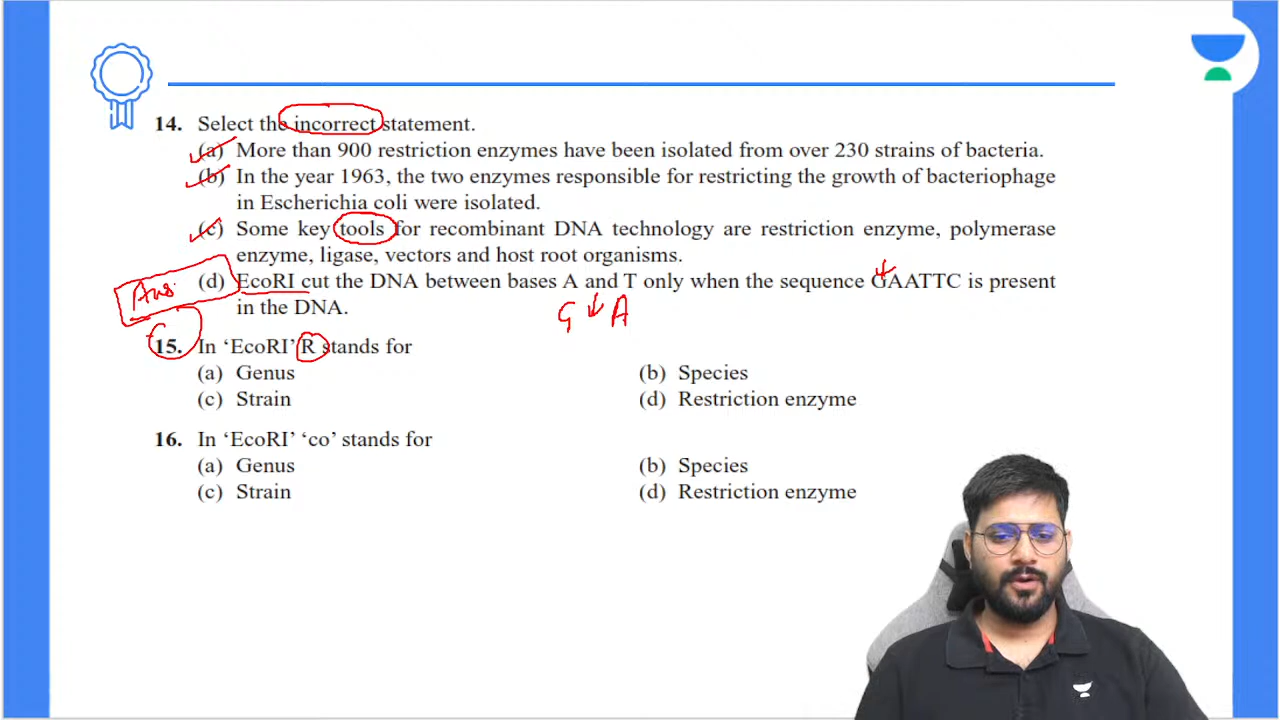 14. Select the incorrect statement.
(a) More than 900 restriction enzymes have been isolated from over 230 strains of bacteria.
(b) In the year 1963, the two enzymes responsible for restricting the growth of bacteriophage
in Escherichia coli were isolated.
(c) Some key tools for recombinant DNA technology are restriction enzyme, polymerase
enzyme, ligase, vectors and host root organisms.
Ans. (d) EcoRI cut the DNA between bases A and T only when the sequence GAATTC is present
in the DNA.
G ↓ A
15. In ‘EcoRI’ R stands for
(a) Genus (b) Species
(c) Strain (d) Restriction enzyme
16. In ‘EcoRI’ ‘co’ stands for
(a) Genus (b) Species
(c) Strain (d) Restriction enzyme